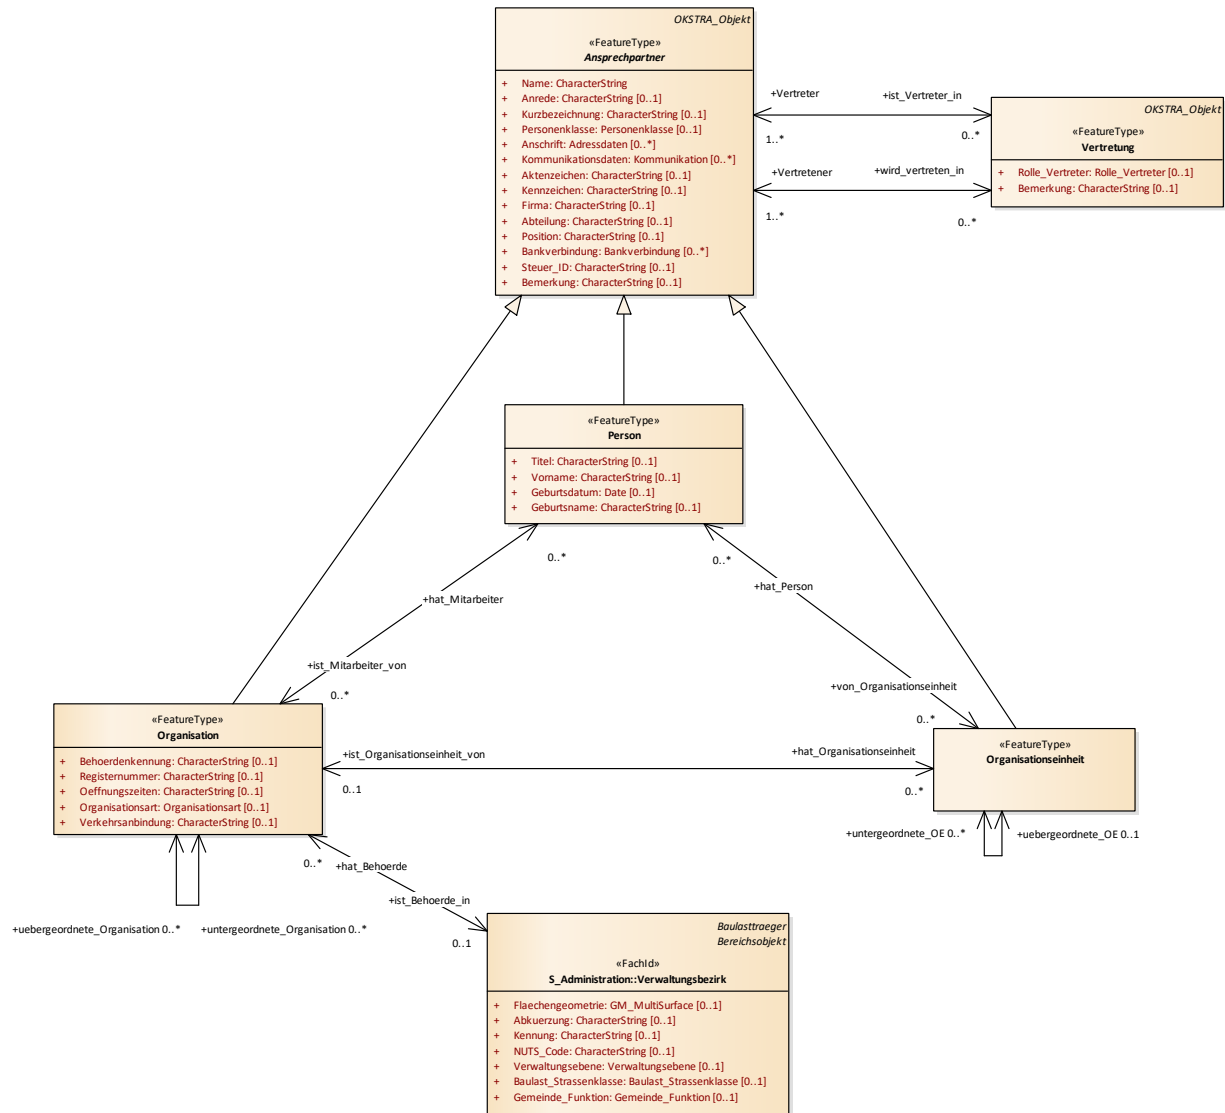 OKSTRA_Objekt
«FeatureType»
Ansprechpartner
+ Name: CharacterString
+ Anrede: CharacterString [0..1]
+ Kurzbezeichnung: CharacterString [0..1]
+ Personenklasse: Personenklasse [0..1]
+ Anschrift: Adressdaten [0..*]
+ Kommunikationsdaten: Kommunikation [0..*]
+ Aktenzeichen: CharacterString [0..1]
+ Kennzeichen: CharacterString [0..1]
+ Firma: CharacterString [0..1]
+ Abteilung: CharacterString [0..1]
+ Position: CharacterString [0..1]
+ Bankverbindung: Bankverbindung [0..*]
+ Steuer_ID: CharacterString [0..1]
+ Bemerkung: CharacterString [0..1]
+Vertreter
+ist_Vertreter_in
1..*
0..*
+Vertretener
+wird_vertreten_in
1..*
0..*
OKSTRA_Objekt
«FeatureType»
Vertretung
+ Rolle_Vertreter: Rolle_Vertreter [0..1]
+ Bemerkung: CharacterString [0..1]
«FeatureType»
Person
+ Titel: CharacterString [0..1]
+ Vorname: CharacterString [0..1]
+ Geburtsdatum: Date [0..1]
+ Geburtsname: CharacterString [0..1]
0..*
0..*
+hat_Person
+hat_Mitarbeiter
+ist_Mitarbeiter_von
0..*
+von_Organisationseinheit
0..*
«FeatureType»
Organisation
+ Behoerdenkennung: CharacterString [0..1]
+ Registernummer: CharacterString [0..1]
+ Oeffnungszeiten: CharacterString [0..1]
+ Organisationsart: Organisationsart [0..1]
+ Verkehrsanbindung: CharacterString [0..1]
+ist_Organisationseinheit_von
+hat_Organisationseinheit
0..1
0..*
«FeatureType»
Organisationseinheit
+untergeordnete_OE 0..*
+uebergeordnete_OE 0..1
0..*
+hat_Behoerde
+ist_Behoerde_in
0..1
+uebergeordnete_Organisation 0..*
+untergeordnete_Organisation 0..*
Baulasttraeger
Bereichsobjekt
«FachId»
S_Administration::Verwaltungsbezirk
+ Flaechengeometrie: GM_MultiSurface [0..1]
+ Abkuerzung: CharacterString [0..1]
+ Kennung: CharacterString [0..1]
+ NUTS_Code: CharacterString [0..1]
+ Verwaltungsebene: Verwaltungsebene [0..1]
+ Baulast_Strassenklasse: Baulast_Strassenklasse [0..1]
+ Gemeinde_Funktion: Gemeinde_Funktion [0..1]